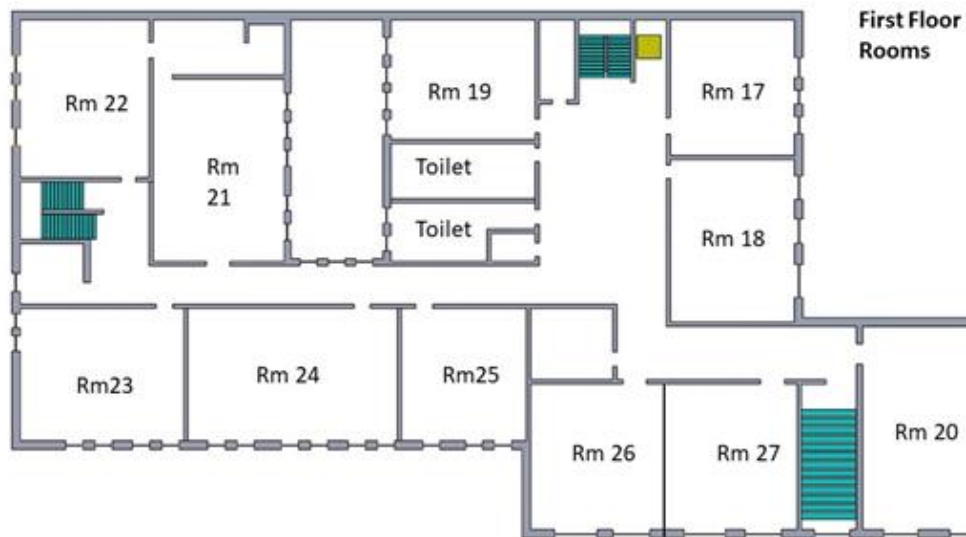 First Floor
Rooms
Rm 22
Rm 19
Rm 17
Rm
21
Toilet
Toilet
Rm 18
Rm23
Rm 24
Rm25
Rm 26
Rm 27
Rm 20